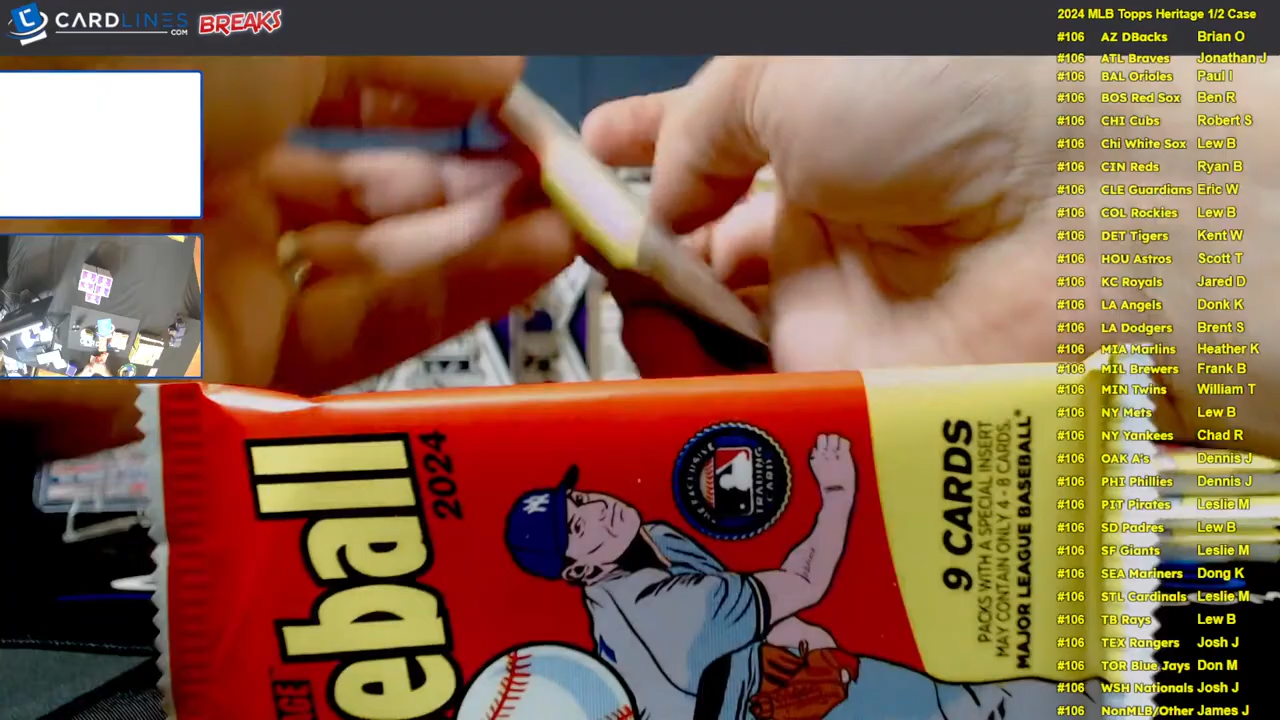 CARDLINES
.COM
BREAKS
2024 MLB Topps Heritage 1/2 Case
#106 AZ DBacks Brian O
#106 ATL Braves Jonathan J
#106 BAL Orioles Paul I
#106 BOS Red Sox Ben R
#106 CHI Cubs Robert S
#106 Chi White Sox Lew B
#106 CIN Reds Ryan B
#106 CLE Guardians Eric W
#106 COL Rockies Lew B
#106 DET Tigers Kent W
#106 HOU Astros Scott T
#106 KC Royals Jared D
#106 LA Angels Donk K
#106 LA Dodgers Brent S
#106 MIA Marlins Heather K
#106 MIL Brewers Frank B
#106 MIN Twins William T
#106 NY Mets Lew B
#106 NY Yankees Chad R
#106 OAK A's Dennis J
#106 PHI Phillies Dennis J
#106 PIT Pirates Leslie M
#106 SD Padres Lew B
#106 SF Giants Leslie M
#106 SEA Mariners Dong K
#106 STL Cardinals Leslie M
#106 TB Rays Lew B
#106 TEX Rangers Josh J
#106 TOR Blue Jays Don M
#106 WSH Nationals Josh J
#106 NonMLB/Other James J
eball
2024
AGE
NY
TRADING
CARD
9 CARDS
PACKS WITH A SPECIAL INSERT
MAY CONTAIN ONLY 4 - 8 CARDS.
MAJOR LEAGUE BASEBALL